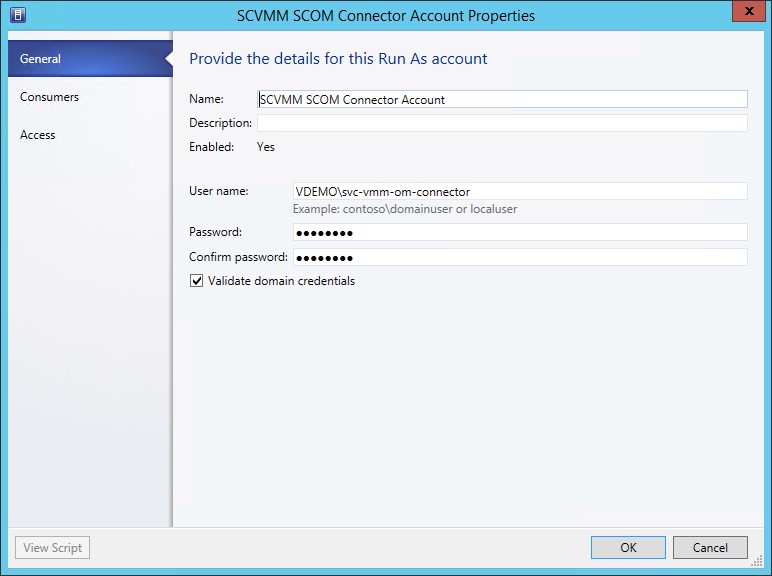 SCVMM SCOM Connector Account Properties
x
General
Consumers
Access
Provide the details for this Run As account
Name: SCVMM SCOM Connector Account
Description:
Enabled: Yes
User name: VDEMO\svc-vmm-om-connector
Example: contoso\domainuser or localuser
Password: ●●●●●●●●
Confirm password: ●●●●●●●●
Validate domain credentials
View Script
OK
Cancel